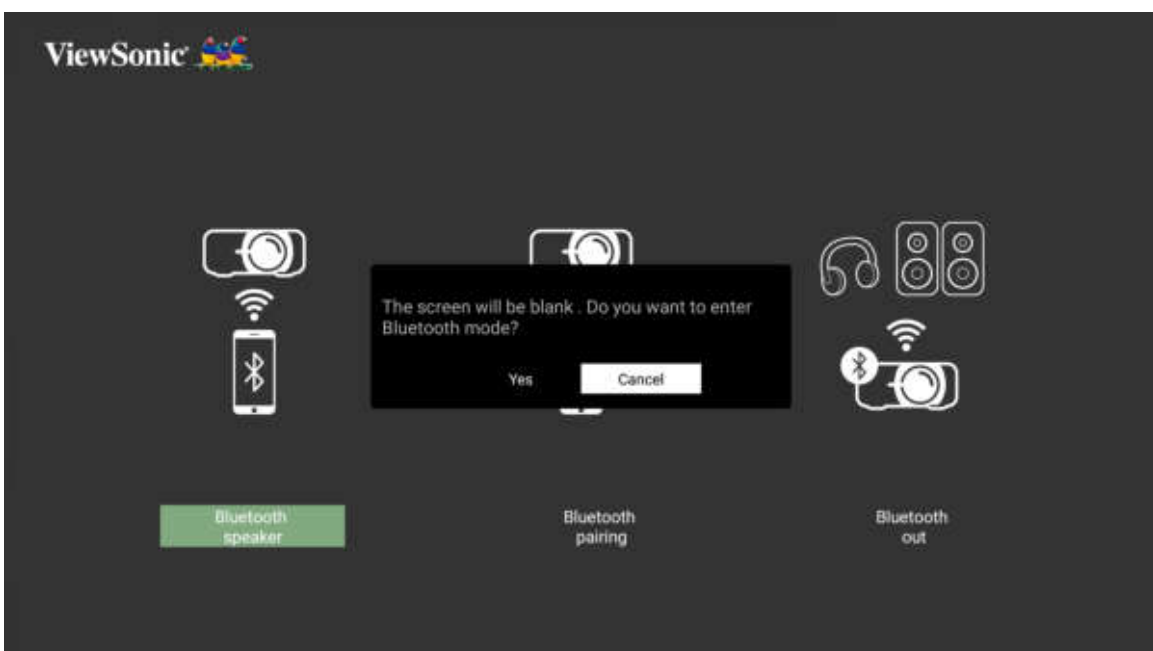 ViewSonic
The screen will be blank . Do you want to enter
Bluetooth mode?
Yes
Cancel
Bluetooth
speaker
Bluetooth
pairing
Bluetooth
out